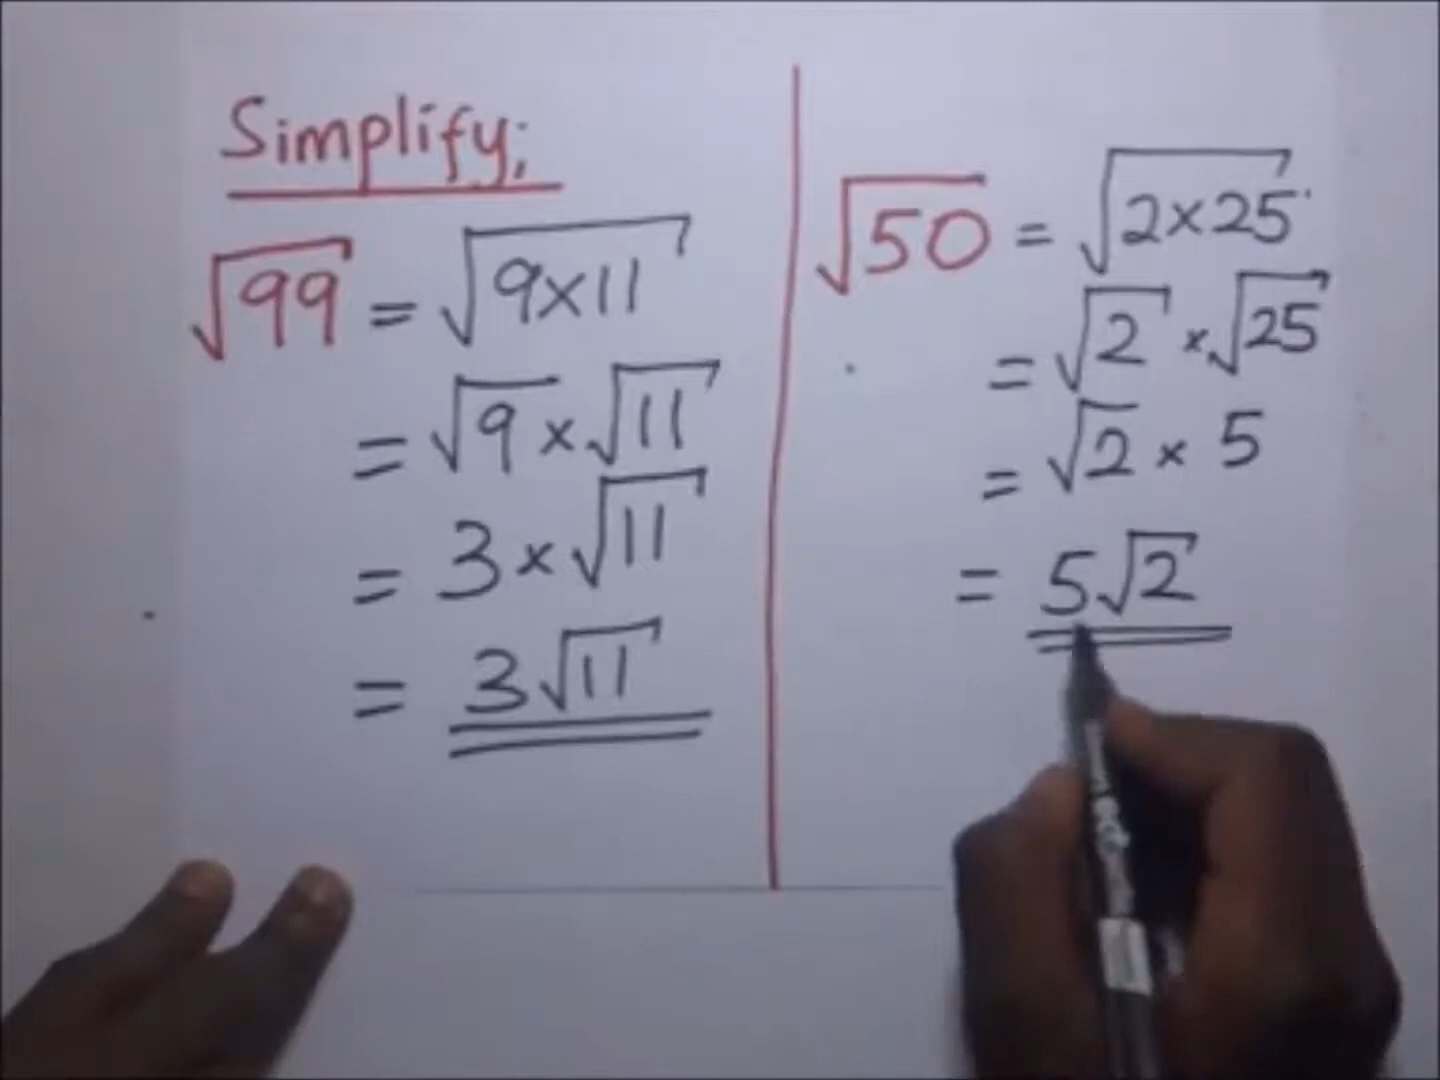 Simplify;
√99 = √9×11
= √9 × √11
= 3 × √11
= 3√11
√50 = √2×25
= √2 × √25
= √2 × 5
= 5√2